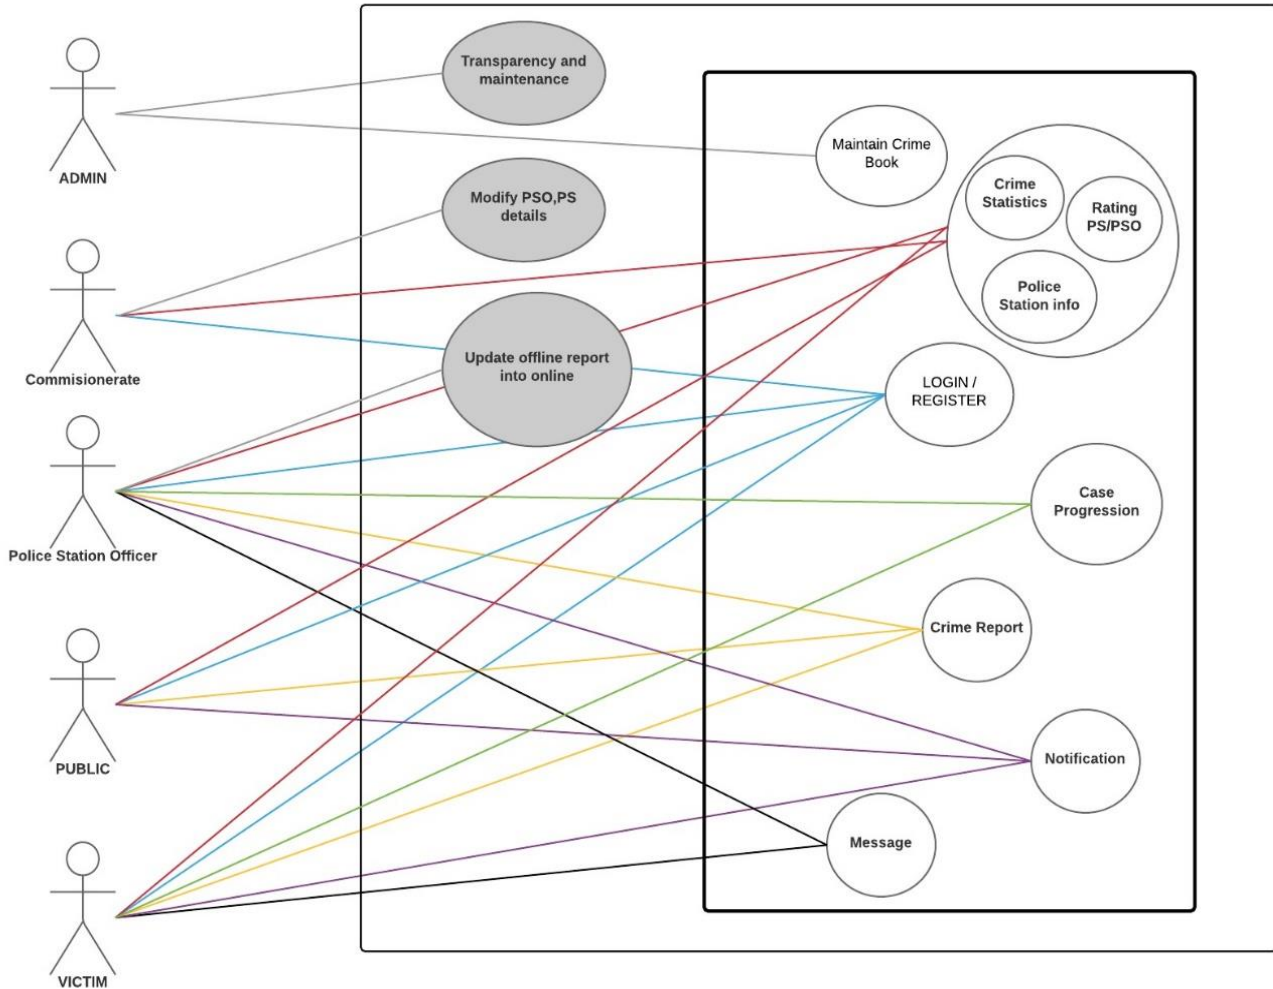 Transparency and
maintenance
ADMIN
Maintain Crime
Book
Crime
Statistics
Rating
PS/PSO
Modify PSO,PS
details
Police
Station info
Commisionerate
Update offline report
into online
LOGIN /
REGISTER
Police Station Officer
Case
Progression
Crime Report
PUBLIC
Notification
Message
VICTIM